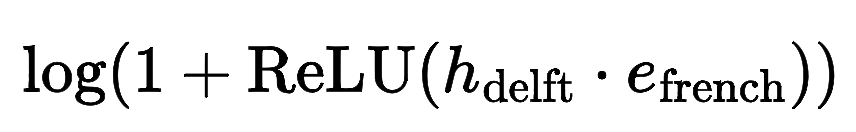 log(1 + ReLU(h_delft · e_french))